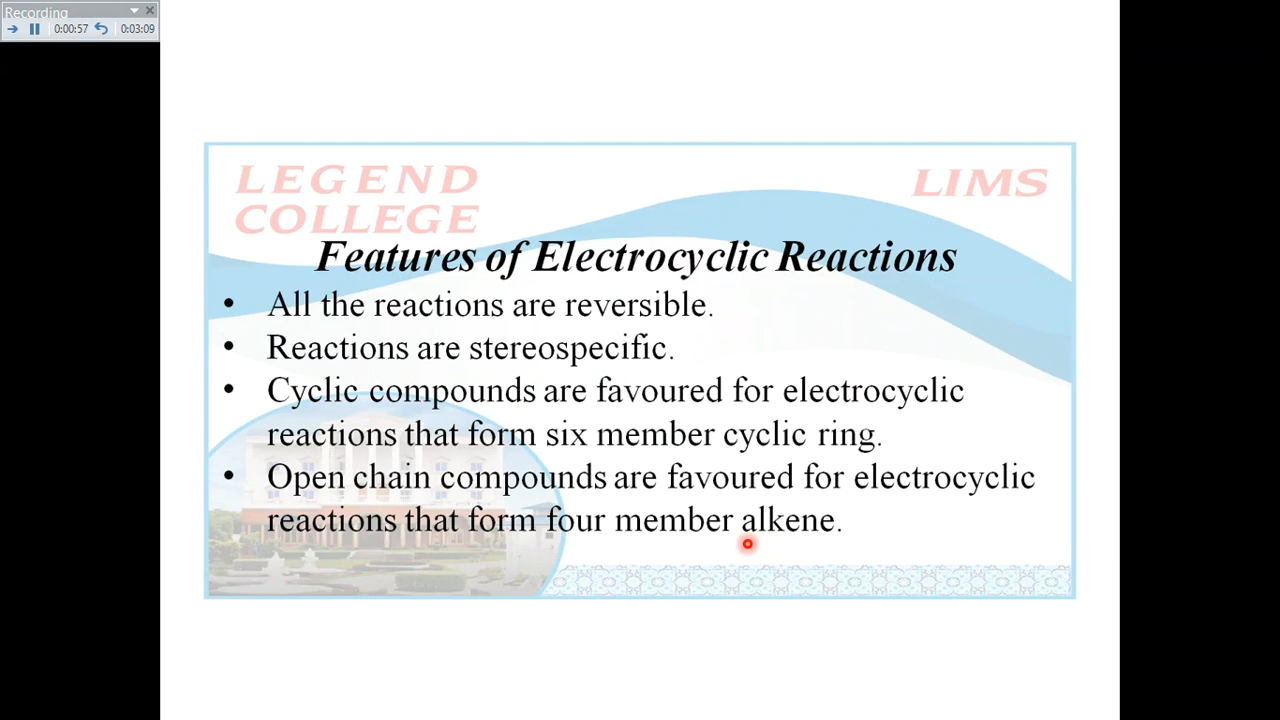 Recording
0:00:57 0:03:09
LEGEND LIMS
COLLEGE
Features of Electrocyclic Reactions
• All the reactions are reversible.
• Reactions are stereospecific.
• Cyclic compounds are favoured for electrocyclic
reactions that form six member cyclic ring.
• Open chain compounds are favoured for electrocyclic
reactions that form four member alkene.